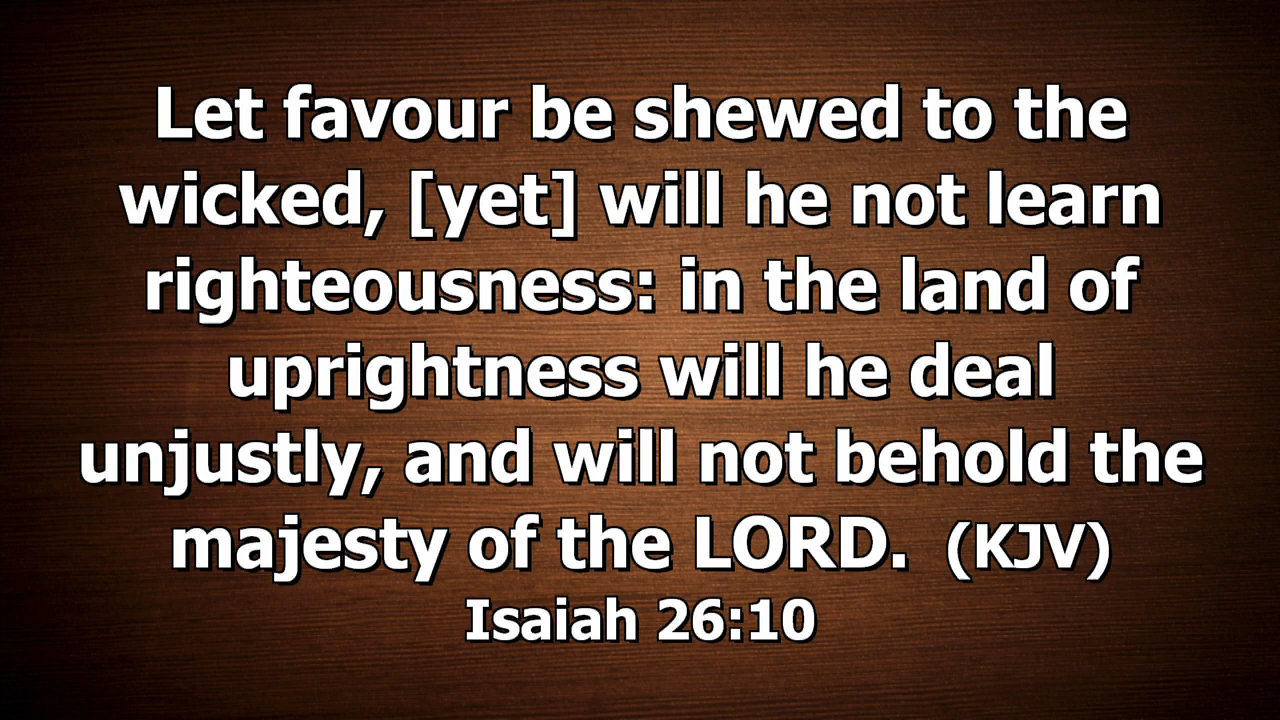 Let favour be shewed to the
wicked, [yet] will he not learn
righteousness: in the land of
uprightness will he deal
unjustly, and will not behold the
majesty of the LORD. (KJV)
Isaiah 26:10